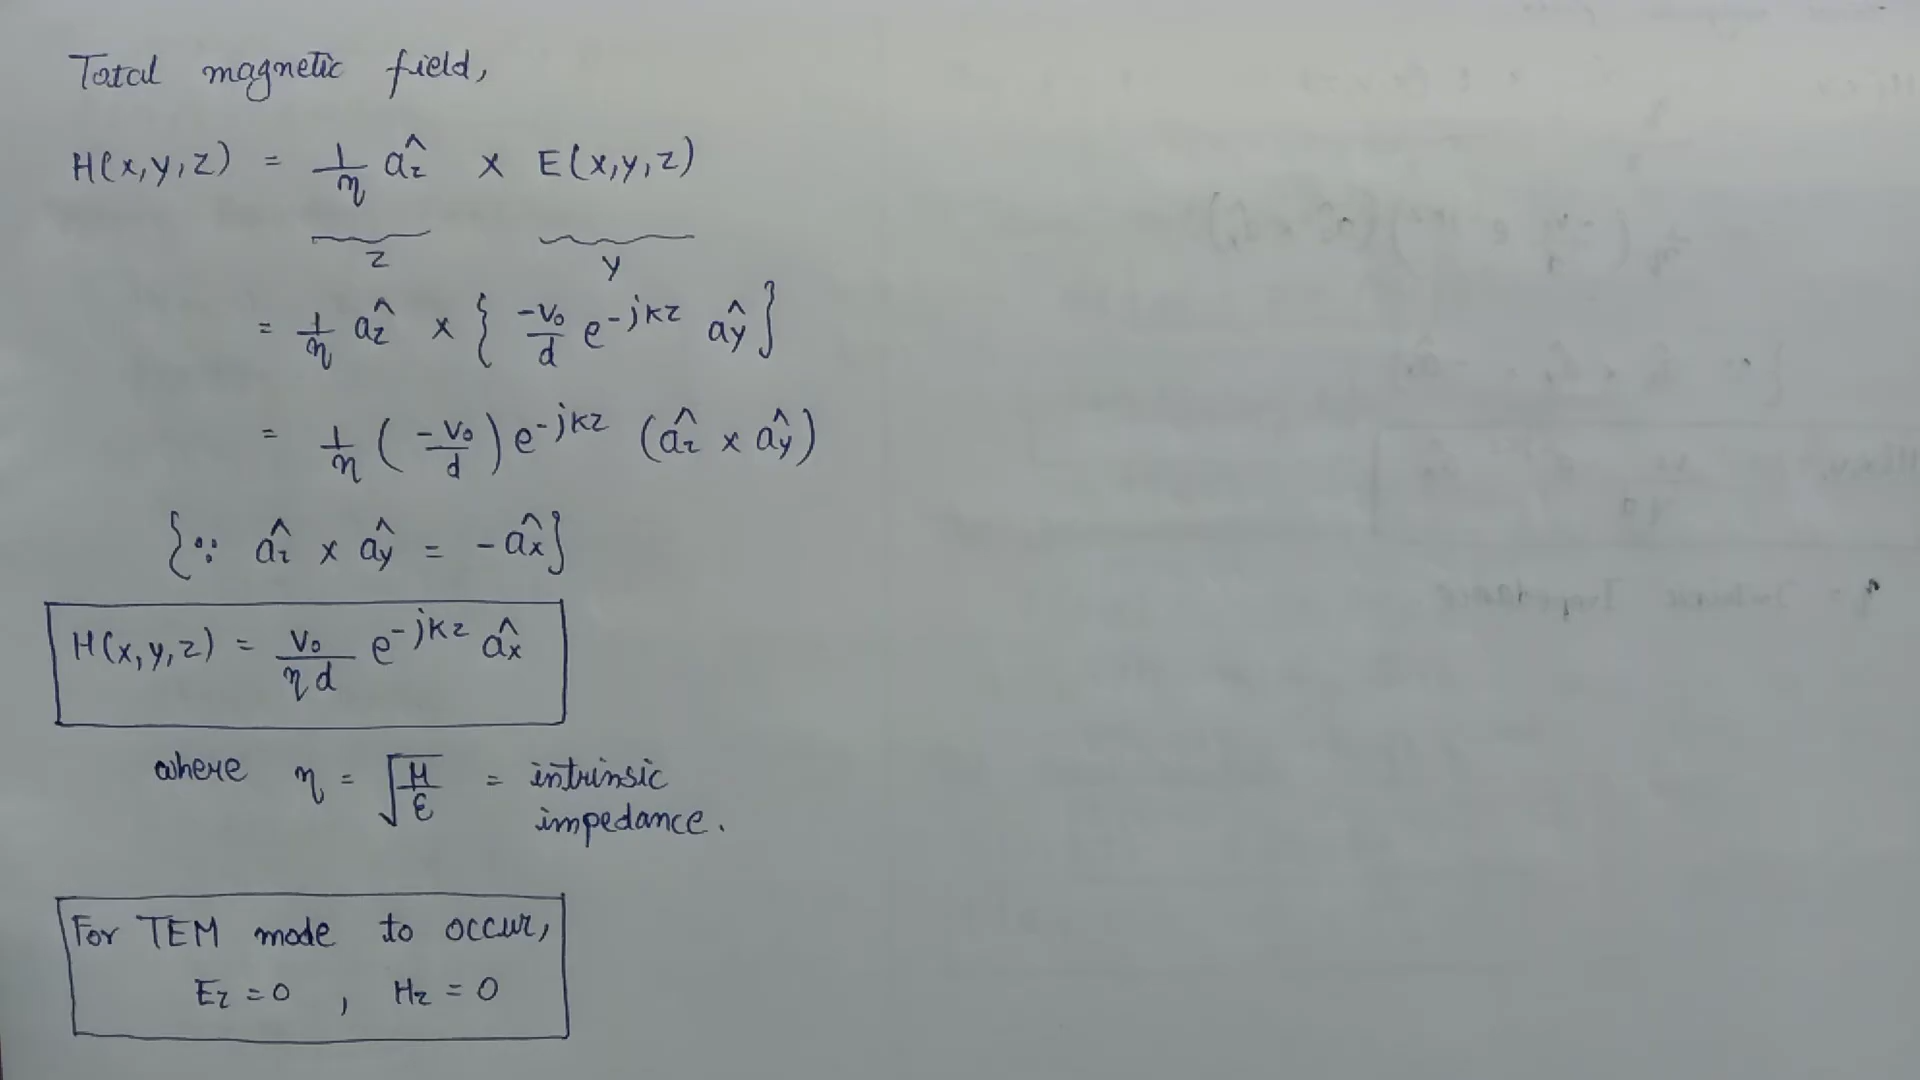 Total magnetic field,
H(x,y,z) = 1/η âz × E(x,y,z)
z y
= 1/η âz × { -V₀/d e^-jkz ây }
= 1/η ( -V₀/d ) e^-jkz (âz × ây)
{∵ âz × ây = -âx}
H(x,y,z) = V₀/ηd e^-jkz âx
where η = √μ/ε = intrinsic
impedance.
For TEM mode to occur,
Ez = 0 , Hz = 0